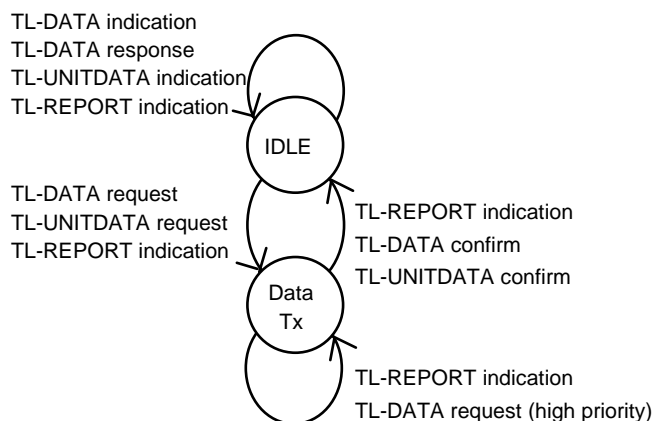 TL-DATA indication
TL-DATA response
TL-UNITDATA indication
TL-REPORT indication
IDLE
TL-DATA request
TL-UNITDATA request
TL-REPORT indication
TL-REPORT indication
TL-DATA confirm
TL-UNITDATA confirm
Data
Tx
TL-REPORT indication
TL-DATA request (high priority)